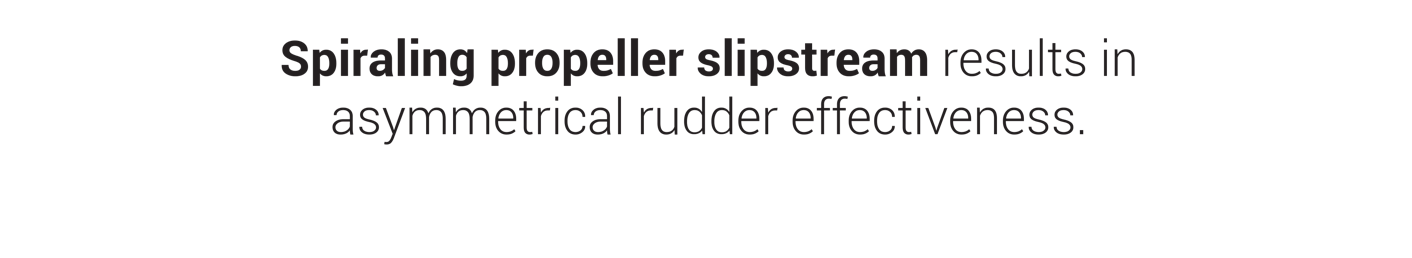 Spiraling propeller slipstream results in
asymmetrical rudder effectiveness.